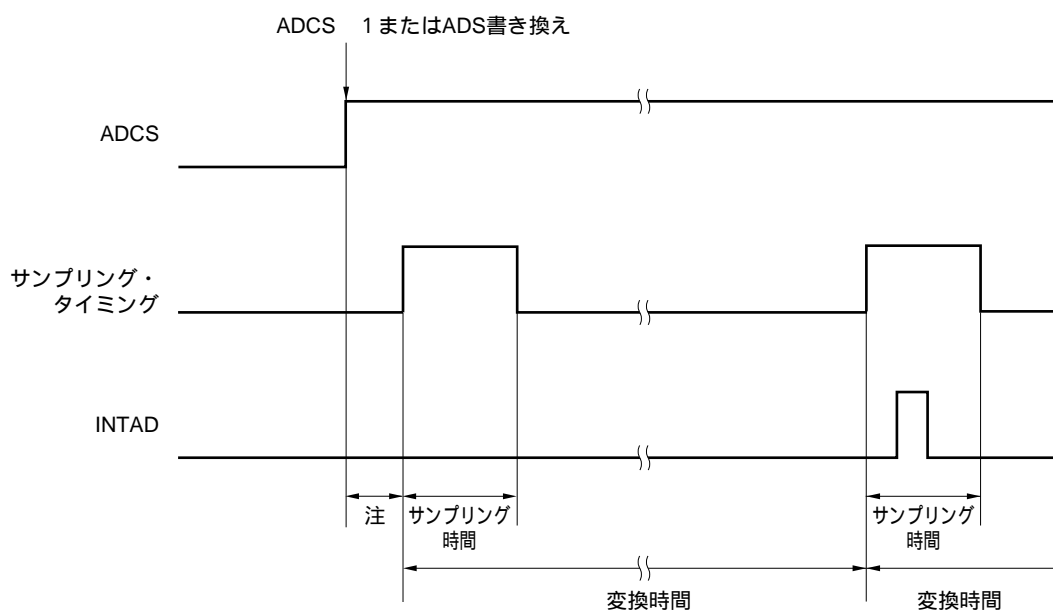 ADCS 1またはADS書き換え
ADCS
サンプリング・
タイミング
INTAD
注
サンプリング
時間
サンプリング
時間
変換時間
変換時間